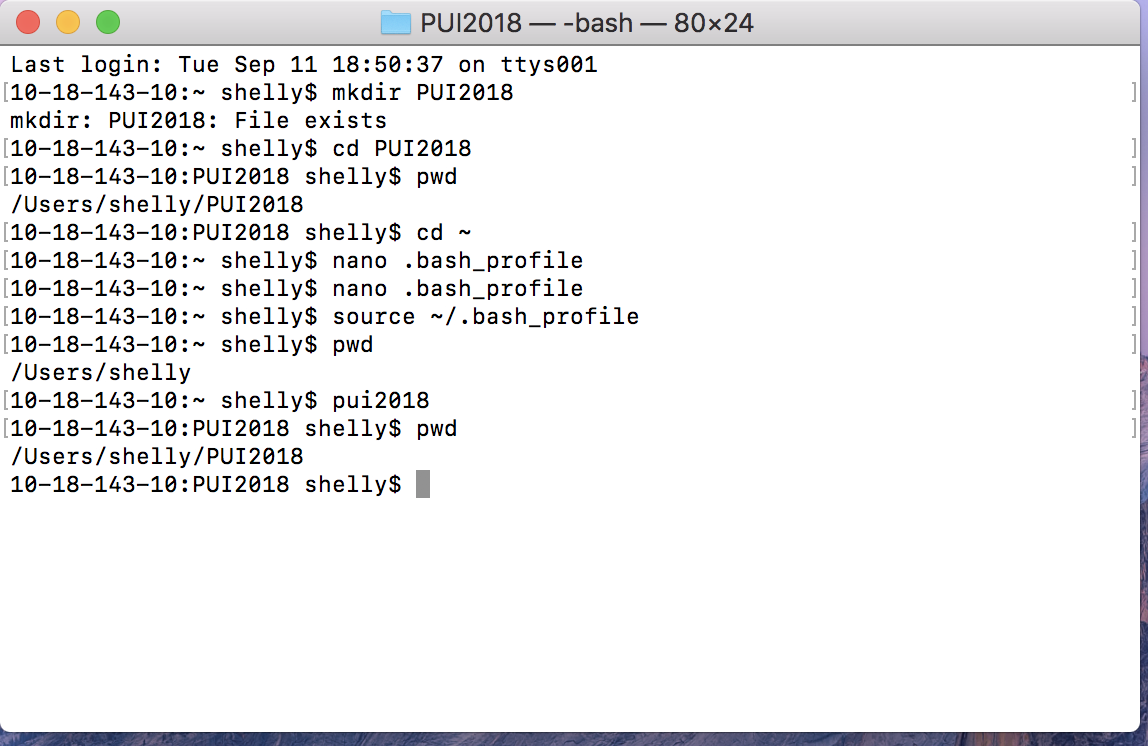 PUI2018 — -bash — 80×24
Last login: Tue Sep 11 18:50:37 on ttys001
[10-18-143-10:~ shelly$ mkdir PUI2018 ]
mkdir: PUI2018: File exists
[10-18-143-10:~ shelly$ cd PUI2018 ]
[10-18-143-10:PUI2018 shelly$ pwd ]
/Users/shelly/PUI2018
[10-18-143-10:PUI2018 shelly$ cd ~ ]
[10-18-143-10:~ shelly$ nano .bash_profile ]
[10-18-143-10:~ shelly$ nano .bash_profile ]
[10-18-143-10:~ shelly$ source ~/.bash_profile ]
[10-18-143-10:~ shelly$ pwd ]
/Users/shelly
[10-18-143-10:~ shelly$ pui2018 ]
[10-18-143-10:PUI2018 shelly$ pwd ]
/Users/shelly/PUI2018
10-18-143-10:PUI2018 shelly$